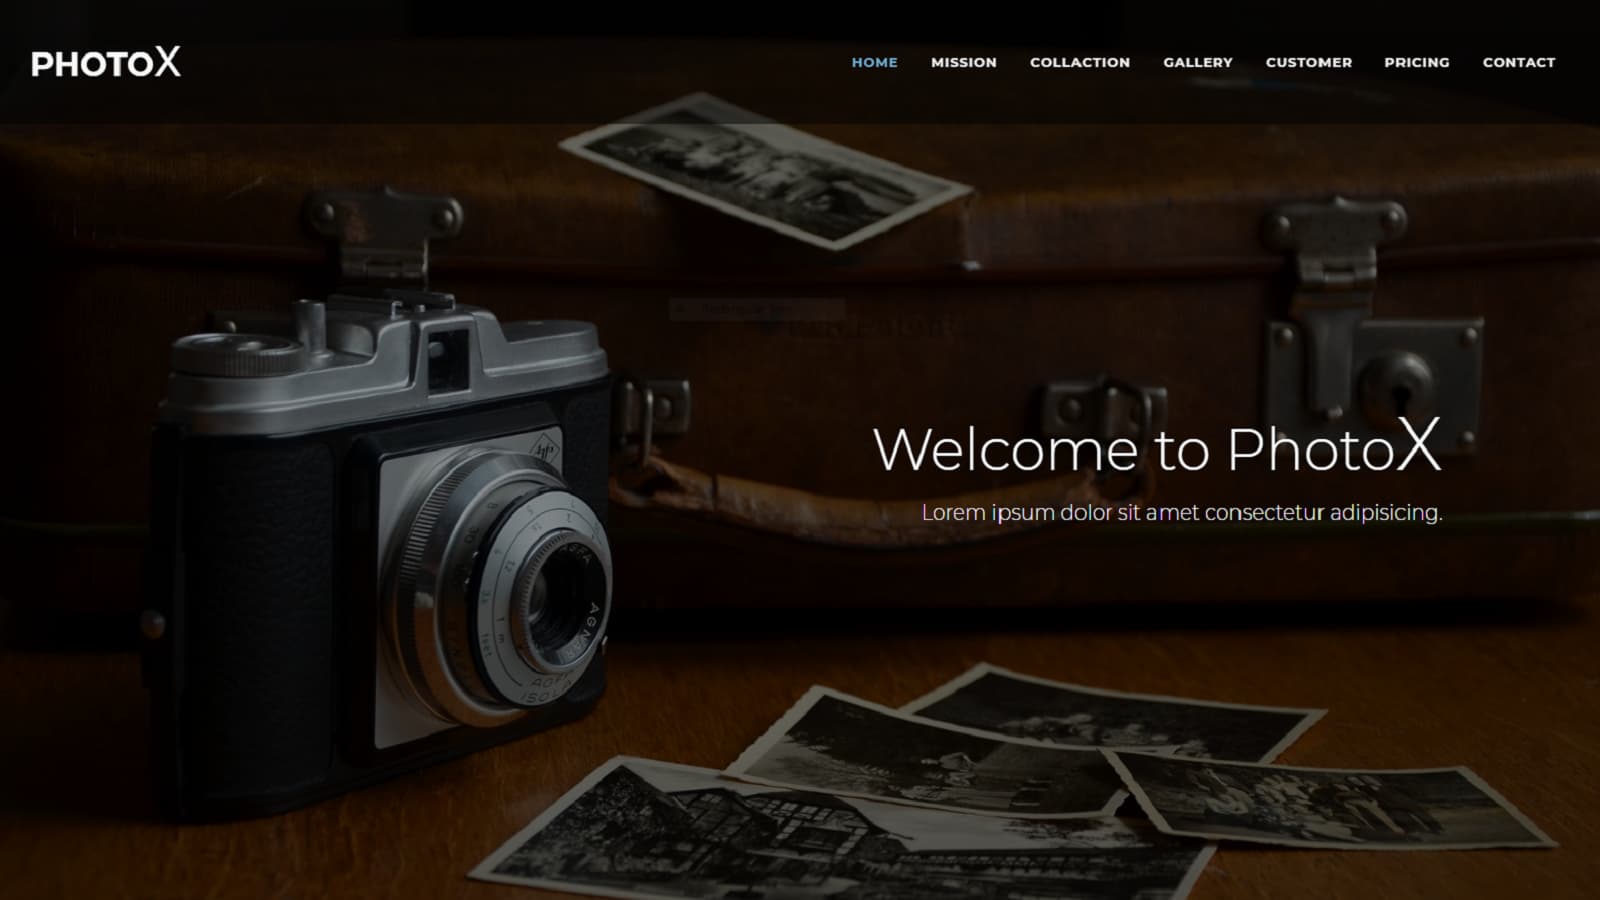 PHOTOX
HOME MISSION COLLACTION GALLERY CUSTOMER PRICING CONTACT
Welcome to PhotoX
Lorem ipsum dolor sit amet consectetur adipisicing.
AGFA
AGFA
ISOLA